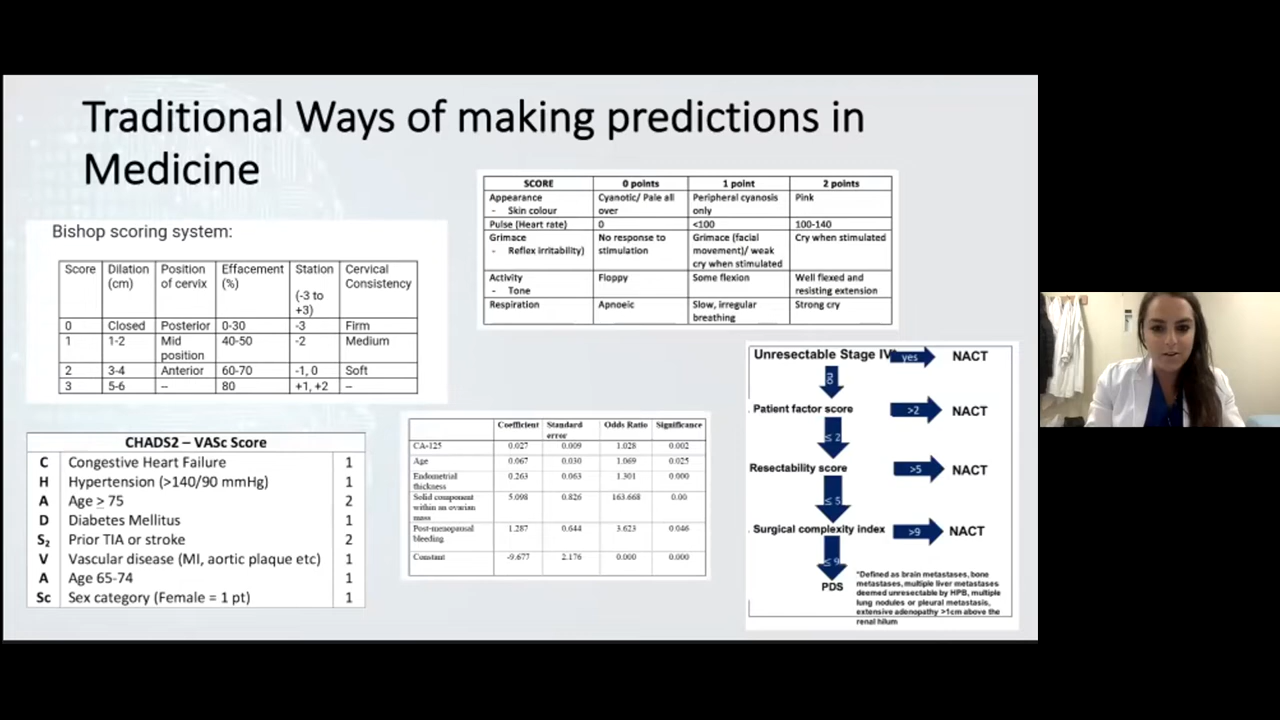 Traditional Ways of making predictions in
Medicine
Bishop scoring system:
Score Dilation (cm) Position of cervix Effacement (%) Station (-3 to +3) Cervical Consistency
0 Closed Posterior 0-30 -3 Firm
1 1-2 Mid position 40-50 -2 Medium
2 3-4 Anterior 60-70 -1, 0 Soft
3 5-6 -- 80 +1, +2 --
SCORE 0 points 1 point 2 points
Appearance - Skin colour Cyanotic/ Pale all over Peripheral cyanosis only Pink
Pulse (Heart rate) 0 <100 100-140
Grimace - Reflex irritability) No response to stimulation Grimace (facial movement)/ weak cry when stimulated Cry when stimulated
Activity - Tone Floppy Some flexion Well flexed and resisting extension
Respiration Apnoeic Slow, irregular breathing Strong cry
CHADS2 – VASc Score
C Congestive Heart Failure 1
H Hypertension (>140/90 mmHg) 1
A Age ≥ 75 2
D Diabetes Mellitus 1
S₂ Prior TIA or stroke 2
V Vascular disease (MI, aortic plaque etc) 1
A Age 65-74 1
Sc Sex category (Female = 1 pt) 1
Coefficient Standard error Odds Ratio Significance
CA-125 0.027 0.009 1.028 0.002
Age 0.067 0.030 1.069 0.025
Endometrial thickness 0.263 0.063 1.301 0.000
Solid component within an ovarian mass 5.098 0.826 163.668 0.00
Post-menopausal bleeding 1.287 0.644 3.623 0.046
Constant -9.677 2.176 0.000 0.000
Unresectable Stage IV yes NACT
no
Patient factor score >2 NACT
≤ 2
Resectability score >5 NACT
≤ 5
Surgical complexity index >9 NACT
≤ 9
PDS
*Defined as brain metastases, bone
metastases, multiple liver metastases
deemed unresectable by HPB, multiple
lung nodules or pleural metastasis,
extensive adenopathy >1cm above the
renal hilum